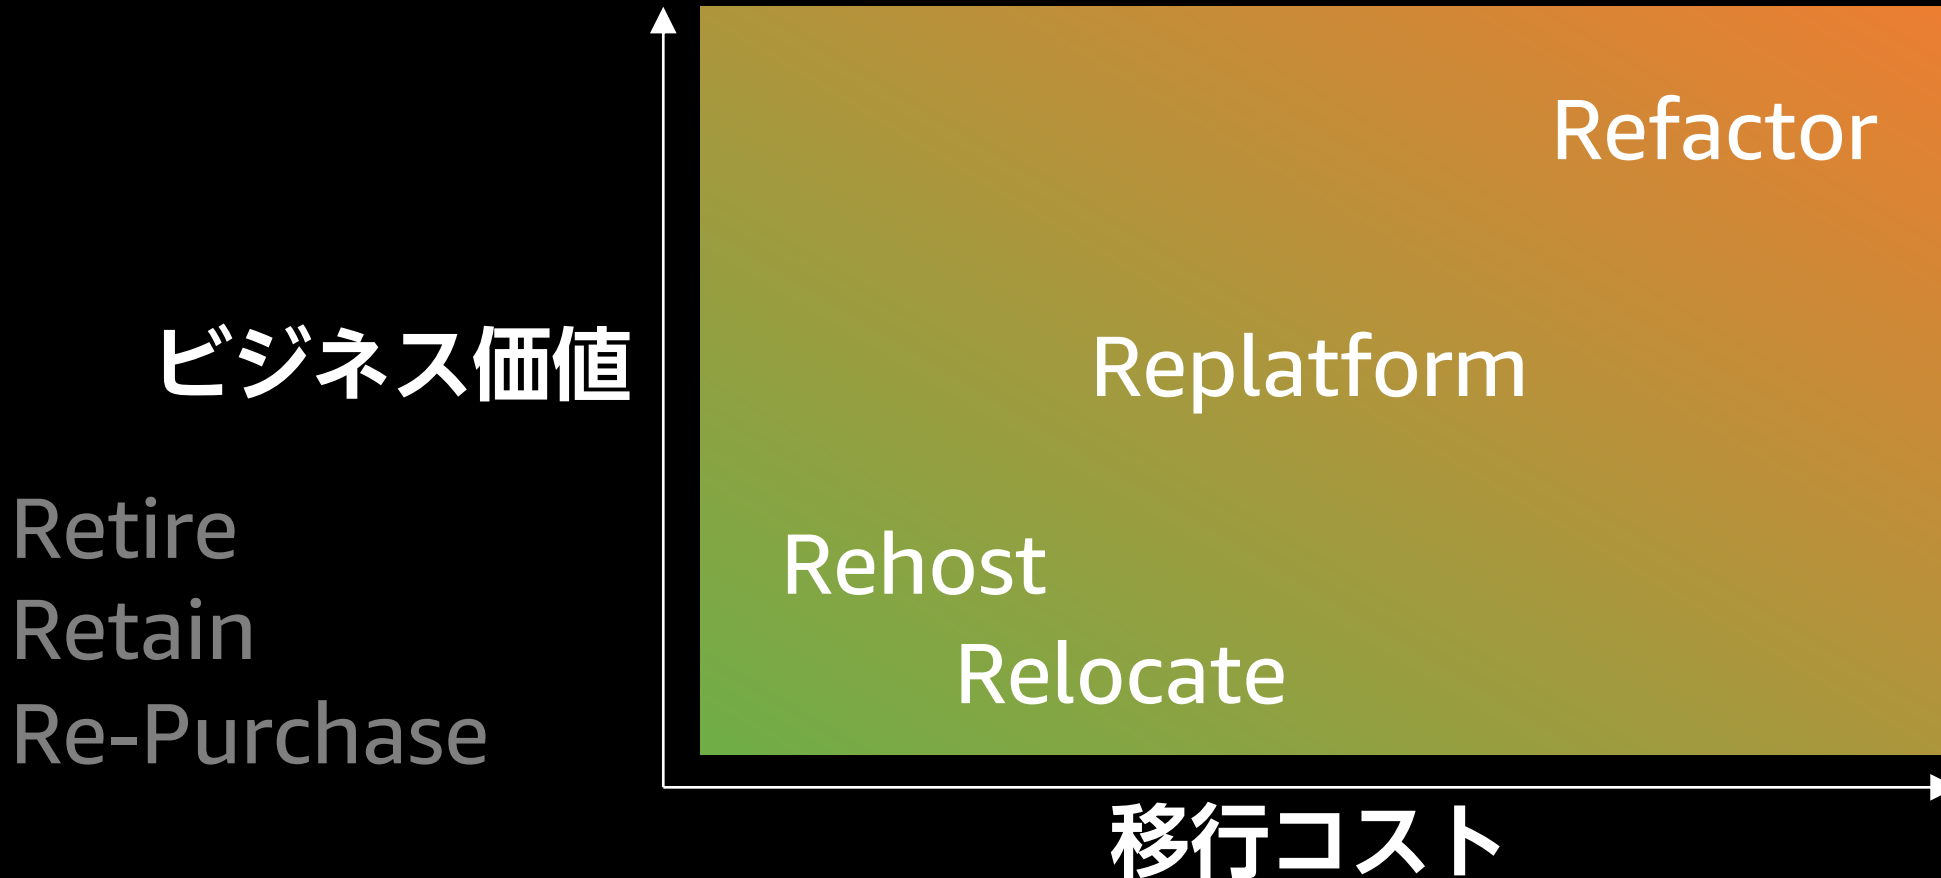 Refactor
ビジネス価値
Replatform
Retire
Retain
Re-Purchase
Rehost
Relocate
移行コスト